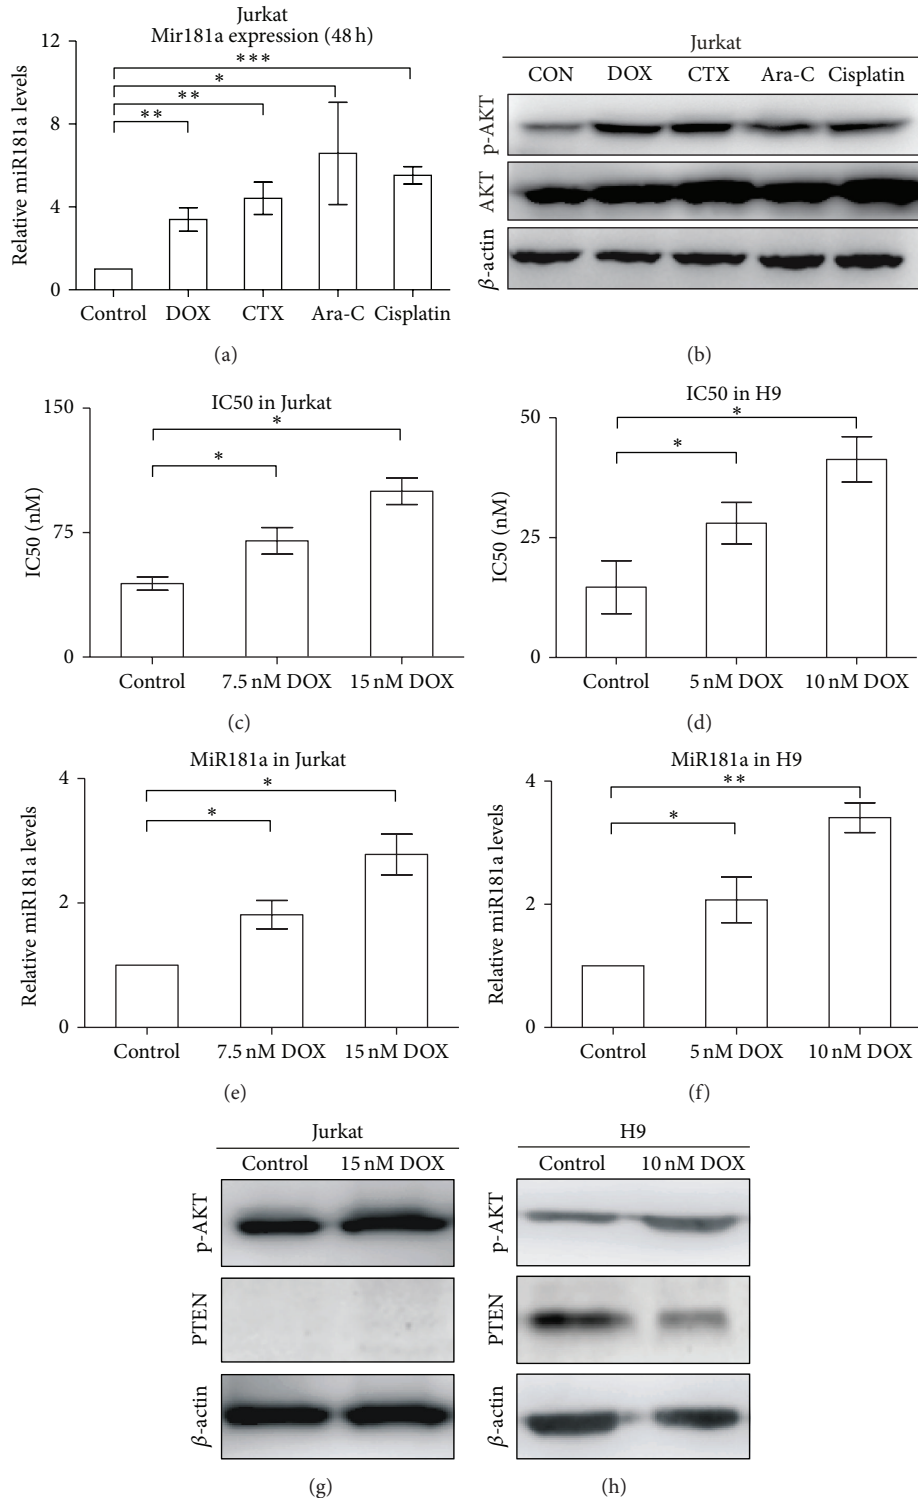 Jurkat
Mir181a expression (48 h)
Relative miR181a levels
12
8
4
0
***
*
**
**
Control DOX CTX Ara-C Cisplatin
(a)
Jurkat
CON DOX CTX Ara-C Cisplatin
p-AKT
AKT
β-actin
(b)
IC50 in Jurkat
IC50 (nM)
150
75
0
*
*
Control 7.5 nM DOX 15 nM DOX
(c)
IC50 in H9
IC50 (nM)
50
25
0
*
*
Control 5 nM DOX 10 nM DOX
(d)
MiR181a in Jurkat
Relative miR181a levels
4
2
0
*
*
Control 7.5 nM DOX 15 nM DOX
(e)
MiR181a in H9
Relative miR181a levels
4
2
0
**
*
Control 5 nM DOX 10 nM DOX
(f)
Jurkat
Control 15 nM DOX
p-AKT
PTEN
β-actin
(g)
H9
Control 10 nM DOX
p-AKT
PTEN
β-actin
(h)